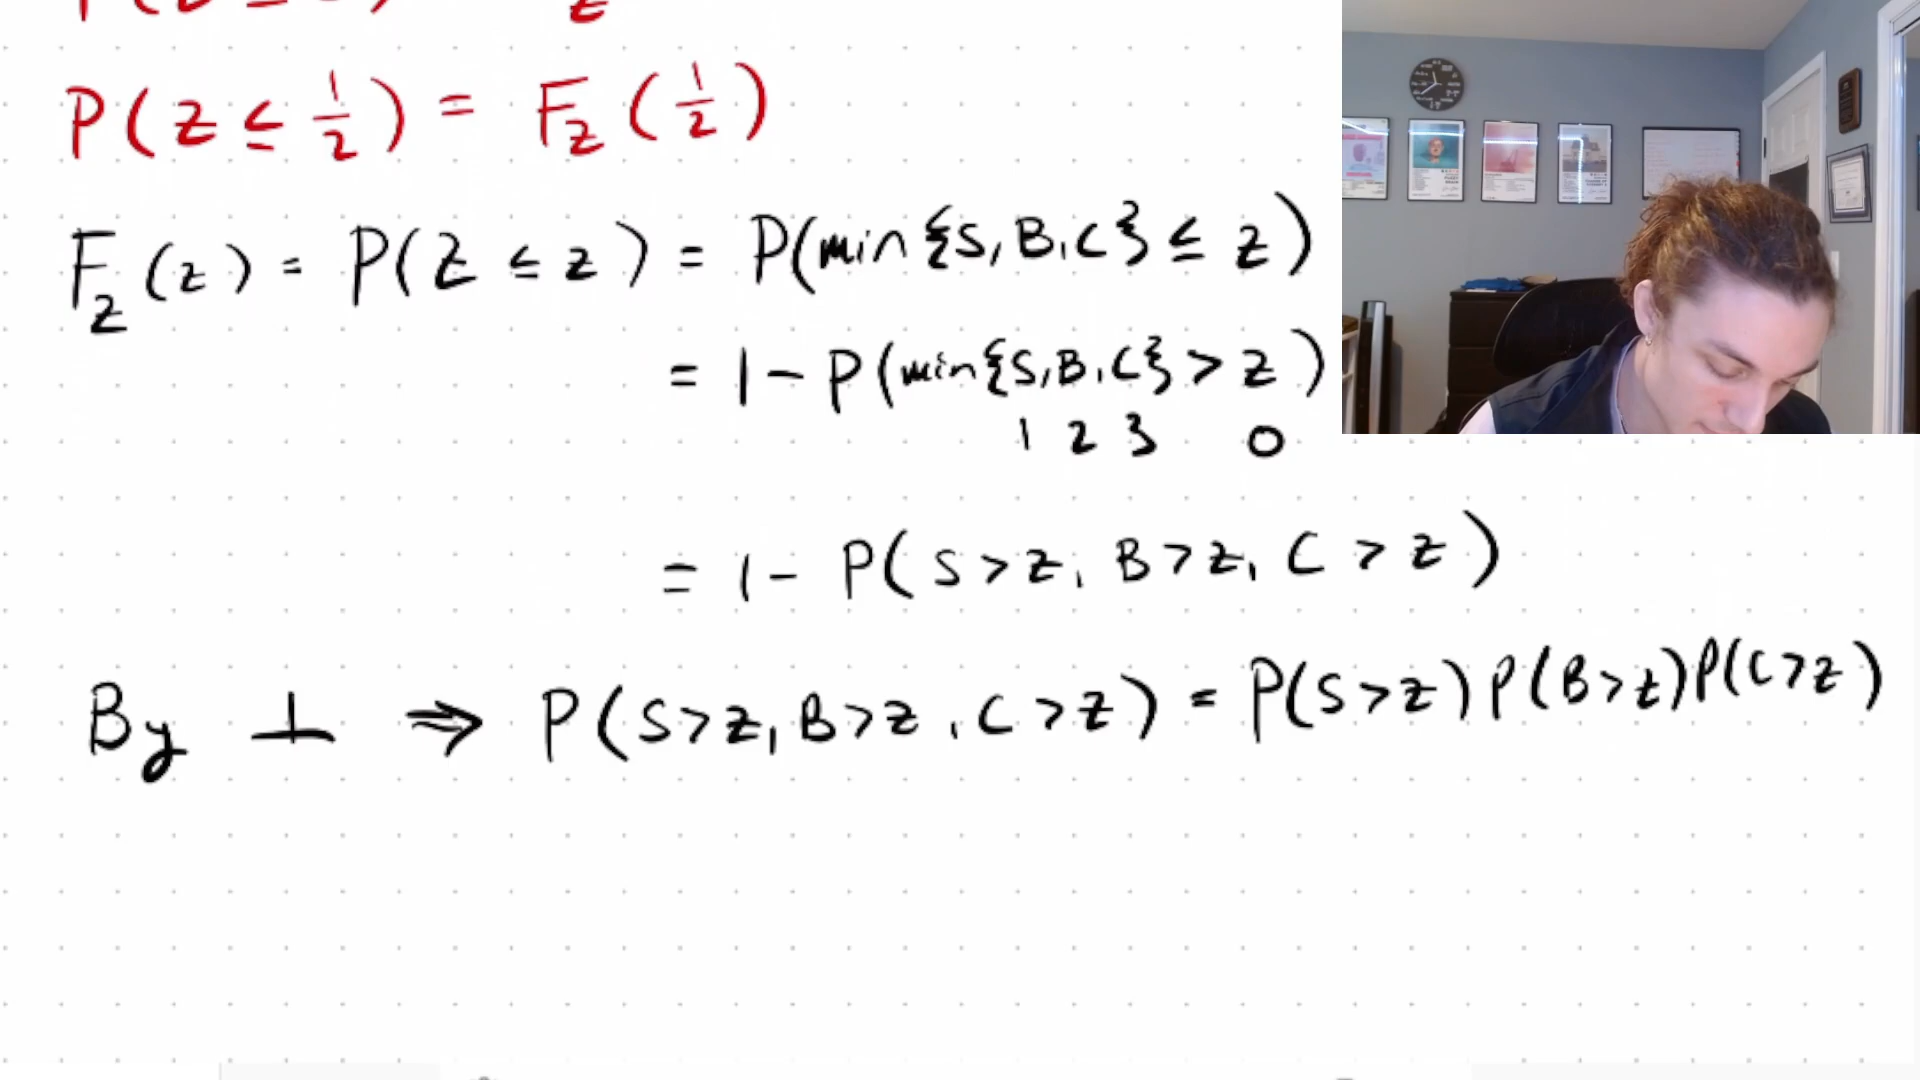 P(Z ≤ 1/2) = F_Z(1/2)
F_Z(z) = P(Z ≤ z) = P(min{S, B, C} ≤ z)
= 1 - P(min{S, B, C} > z)
1 2 3 0
= 1 - P(S > z, B > z, C > z)
By ⊥ ⇒ P(S > z, B > z, C > z) = P(S > z) P(B > z) P(C > z)